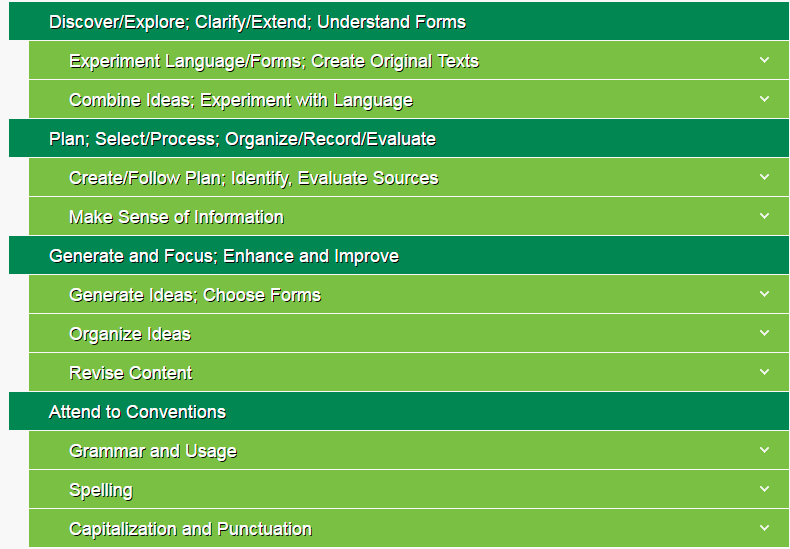 Discover/Explore; Clarify/Extend; Understand Forms
Experiment Language/Forms; Create Original Texts
Combine Ideas; Experiment with Language
Plan; Select/Process; Organize/Record/Evaluate
Create/Follow Plan; Identify, Evaluate Sources
Make Sense of Information
Generate and Focus; Enhance and Improve
Generate Ideas; Choose Forms
Organize Ideas
Revise Content
Attend to Conventions
Grammar and Usage
Spelling
Capitalization and Punctuation